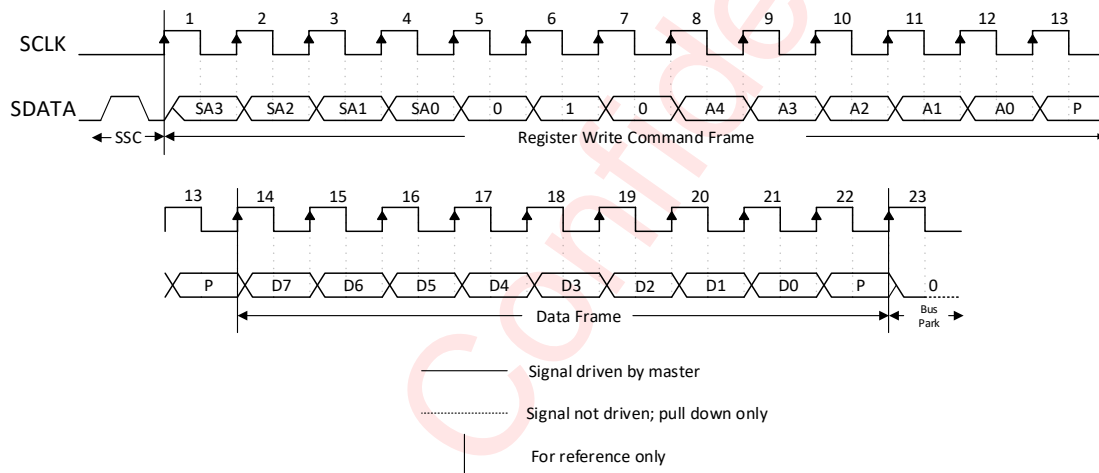 1 2 3 4 5 6 7 8 9 10 11 12 13
SCLK
SDATA SA3 SA2 SA1 SA0 0 1 0 A4 A3 A2 A1 A0 P
SSC Register Write Command Frame
13 14 15 16 17 18 19 20 21 22 23
P D7 D6 D5 D4 D3 D2 D1 D0 P 0
Data Frame Bus
Park
Signal driven by master
Signal not driven; pull down only
For reference only
Confide